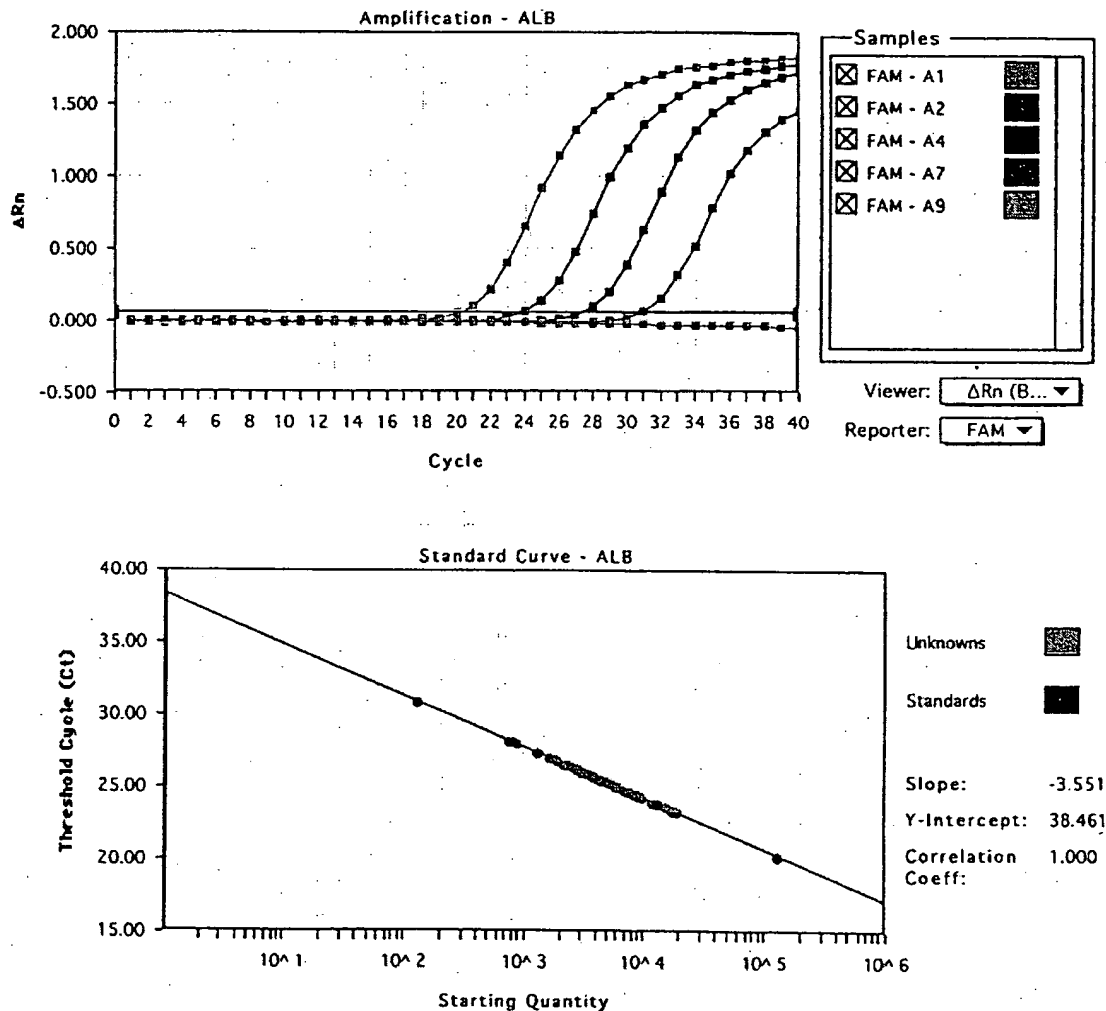 Amplification - ALB
2.000
1.500
1.000
0.500
0.000
-0.500
ΔRn
0 2 4 6 8 10 12 14 16 18 20 22 24 26 28 30 32 34 36 38 40
Cycle
Samples
FAM - A1
FAM - A2
FAM - A4
FAM - A7
FAM - A9
Viewer: ΔRn (B... ▼
Reporter: FAM ▼
Standard Curve - ALB
40.00
35.00
30.00
25.00
20.00
15.00
Threshold Cycle (Ct)
10^1 10^2 10^3 10^4 10^5 10^6
Starting Quantity
Unknowns
Standards
Slope: -3.551
Y-Intercept: 38.461
Correlation 1.000
Coeff: